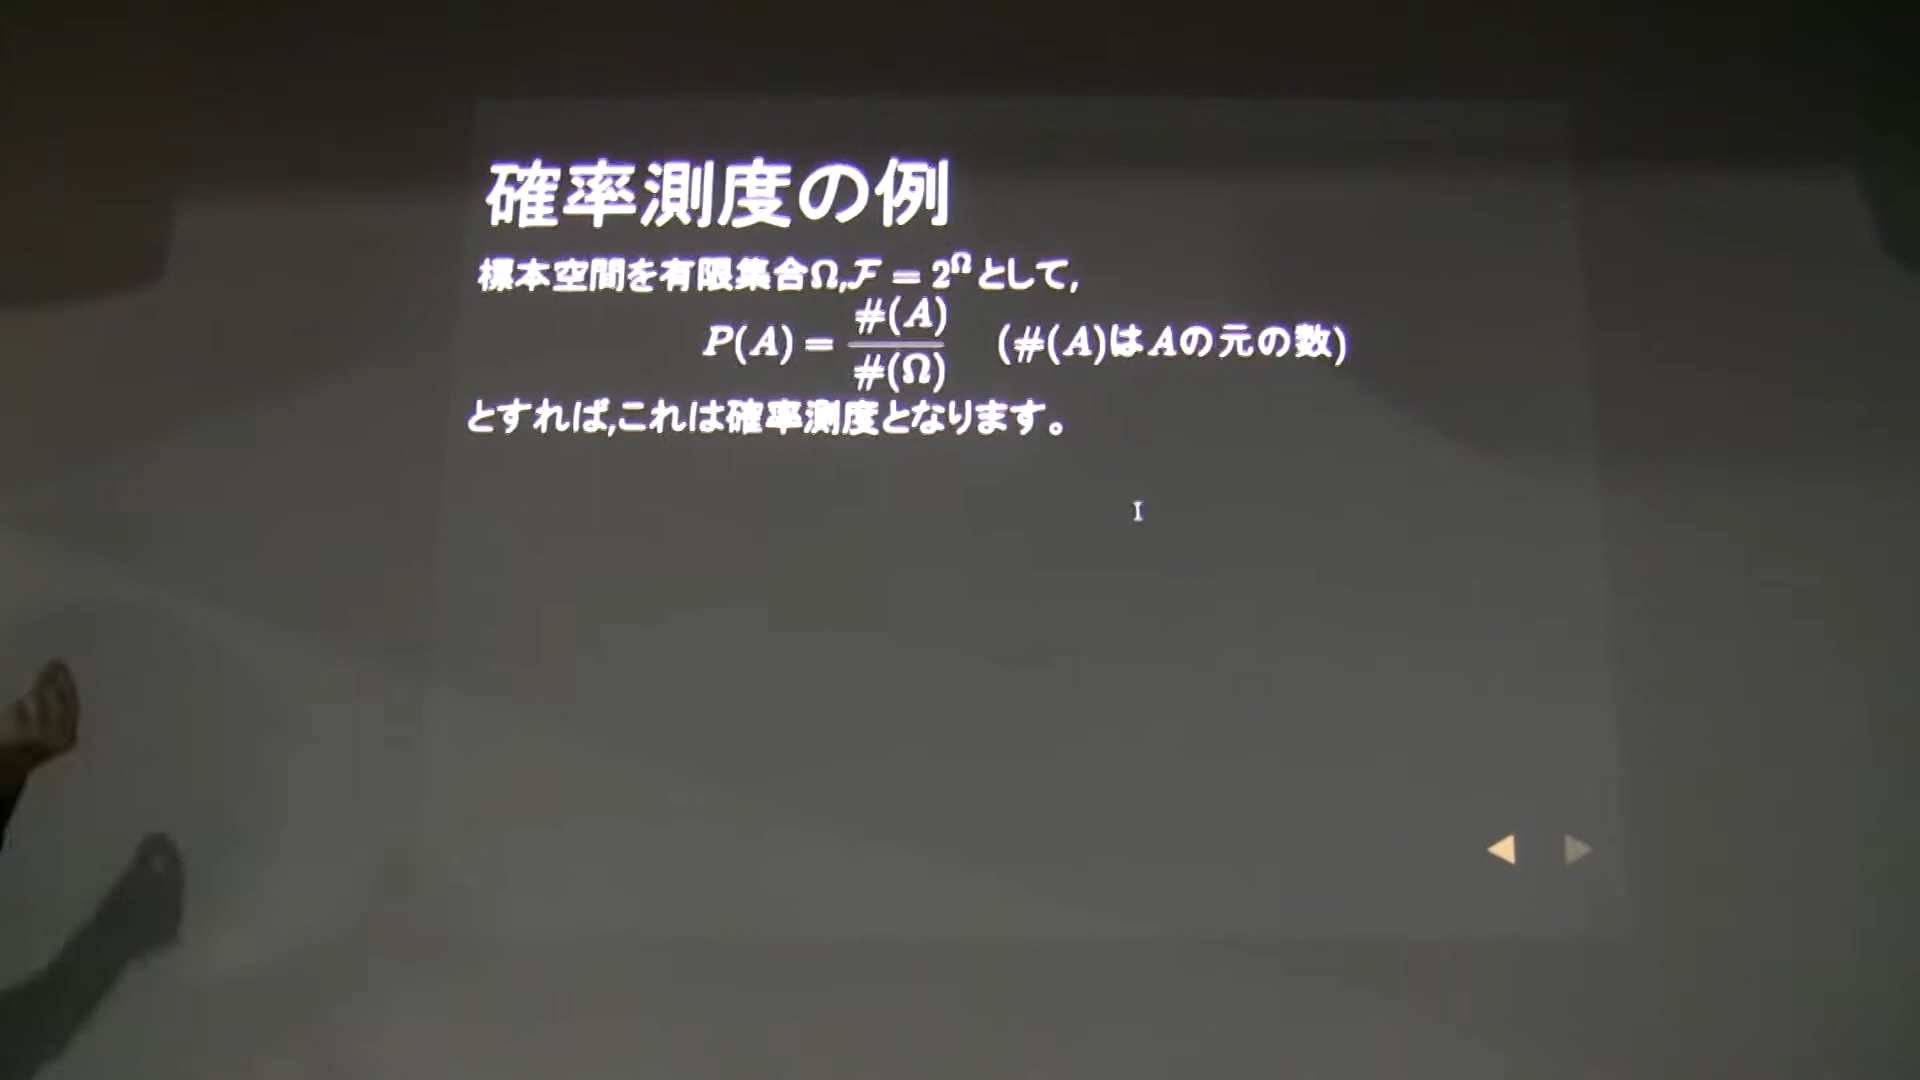 確率測度の例
標本空間を有限集合Ω,ℱ = 2^Ωとして,
P(A) = #(A)/#(Ω) (#(A)はAの元の数)
とすれば,これは確率測度となります。